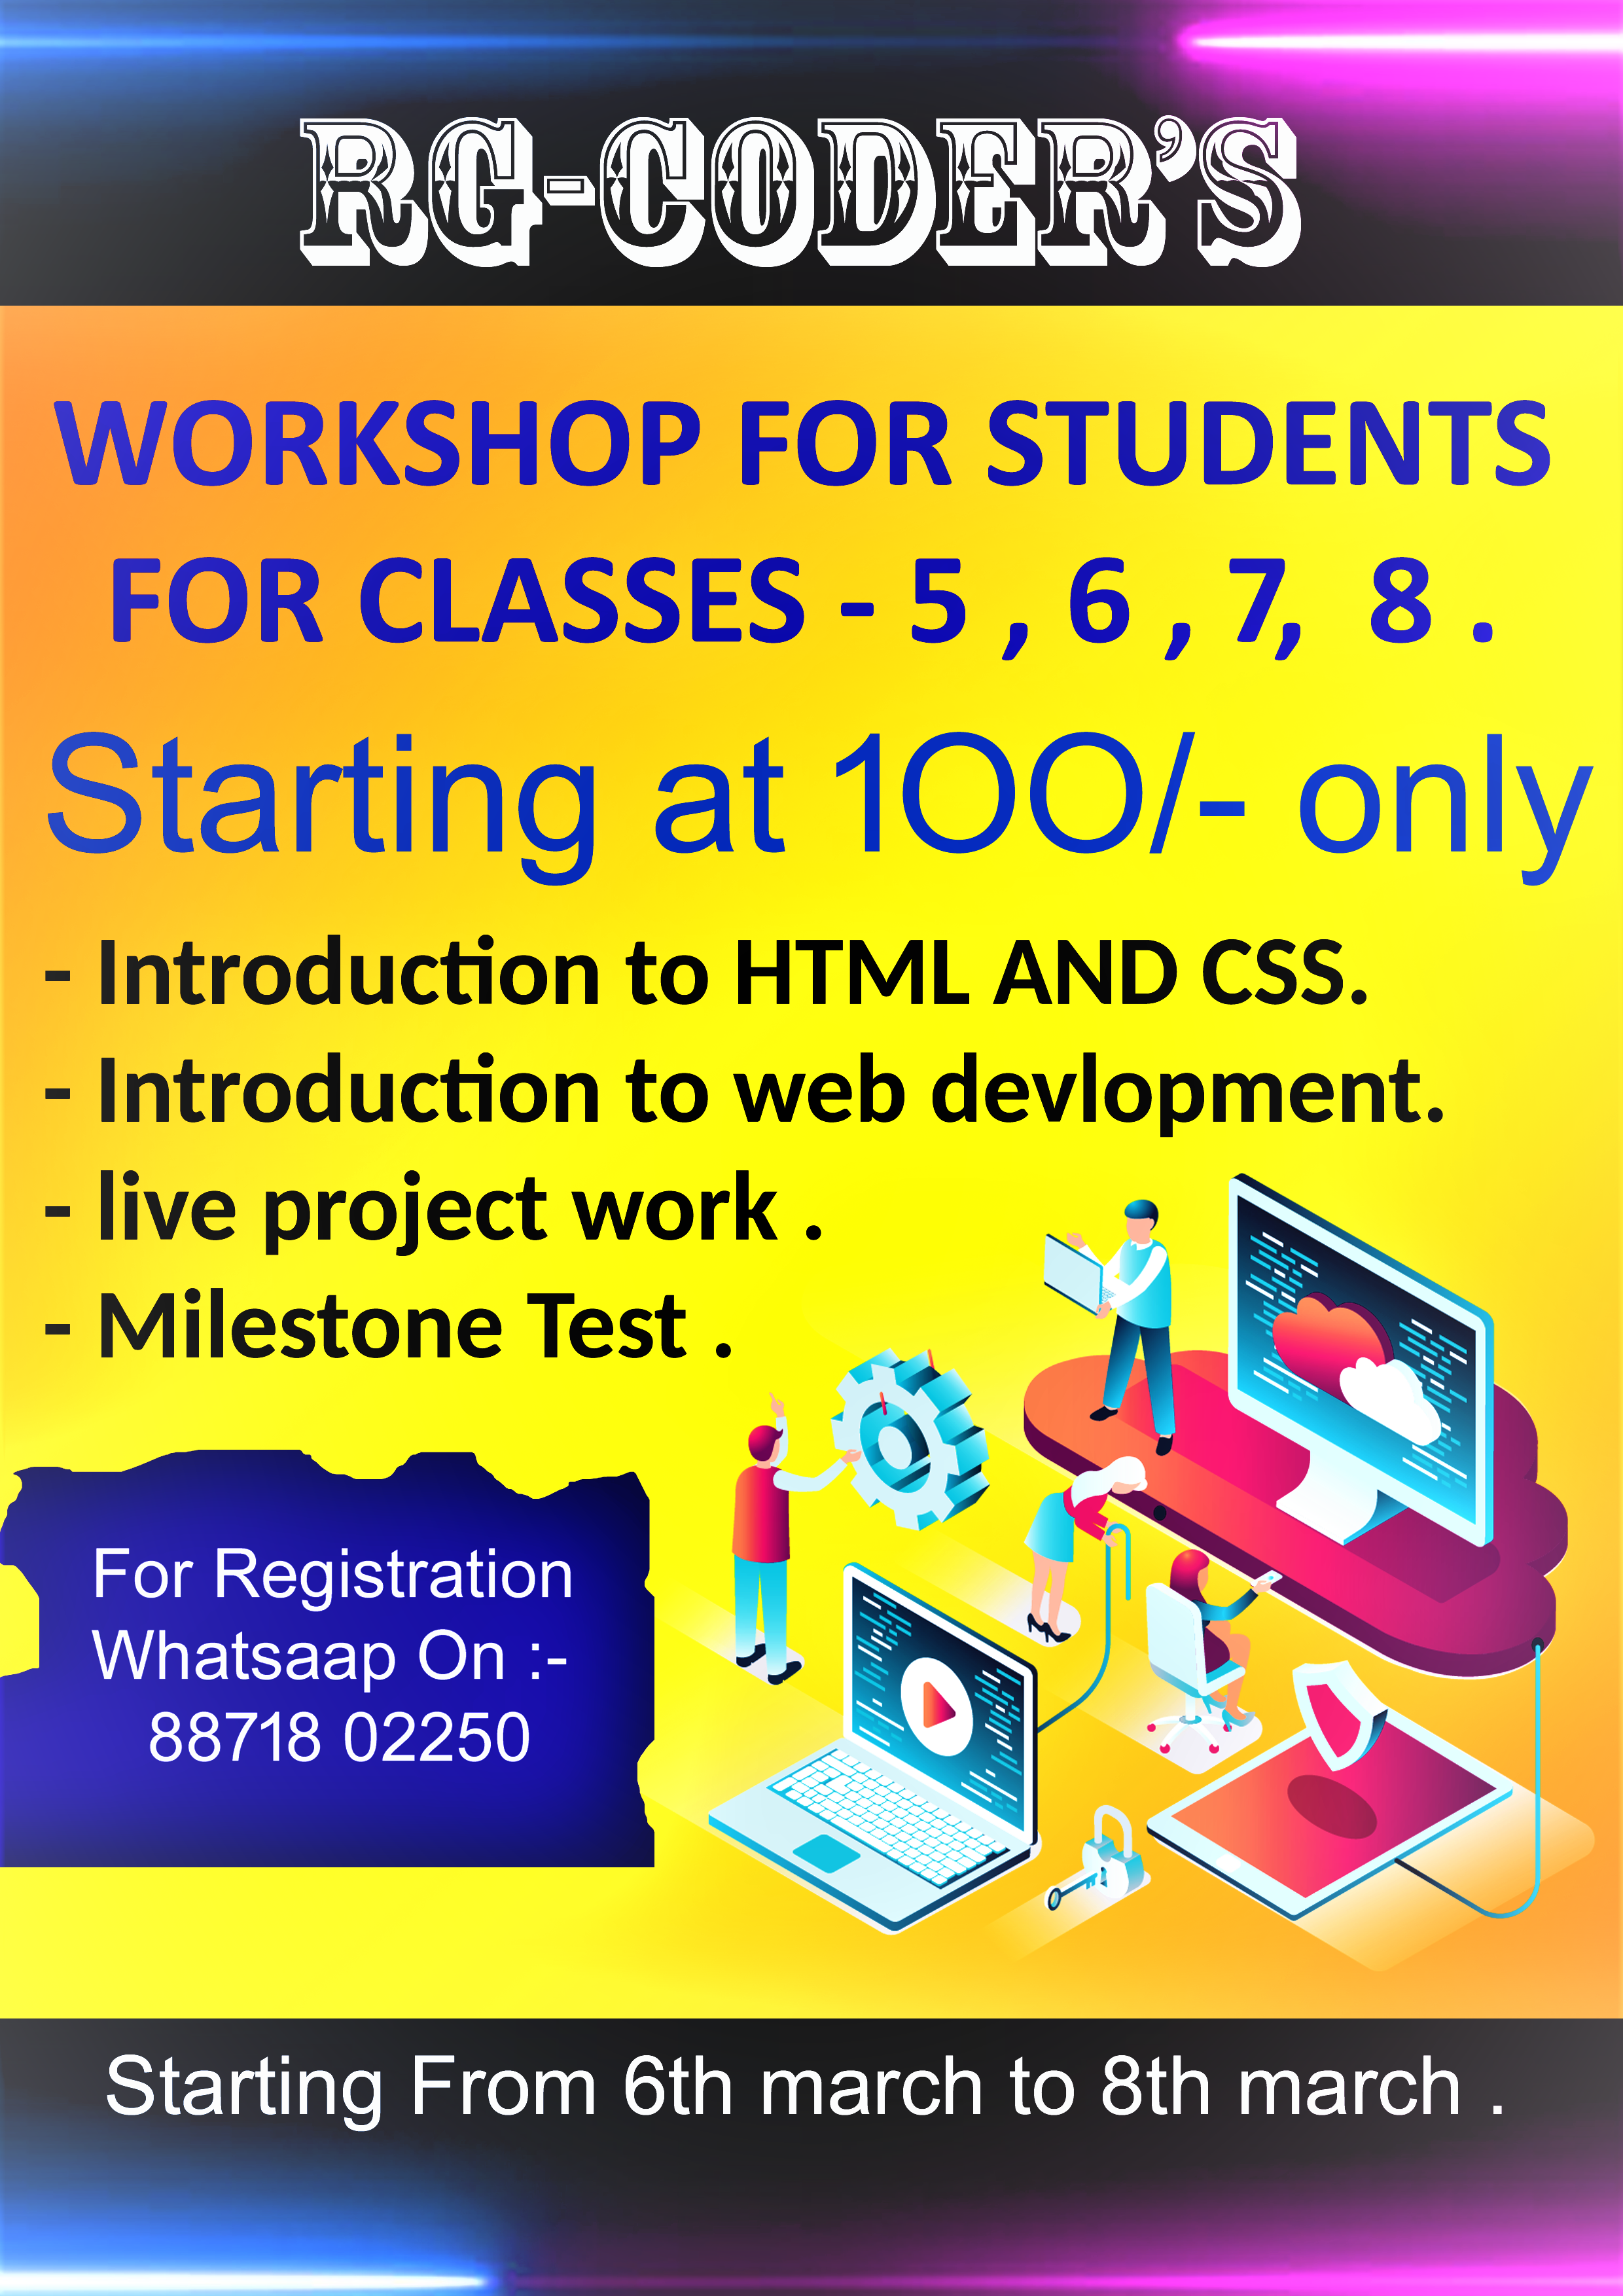 RG-CODER'S
WORKSHOP FOR STUDENTS
FOR CLASSES - 5 , 6 , 7, 8 .
Starting at 100/- only
- Introduction to HTML AND CSS.
- Introduction to web devlopment.
- live project work .
- Milestone Test .
For Registration
Whatsaap On :-
88718 02250
Starting From 6th march to 8th march .